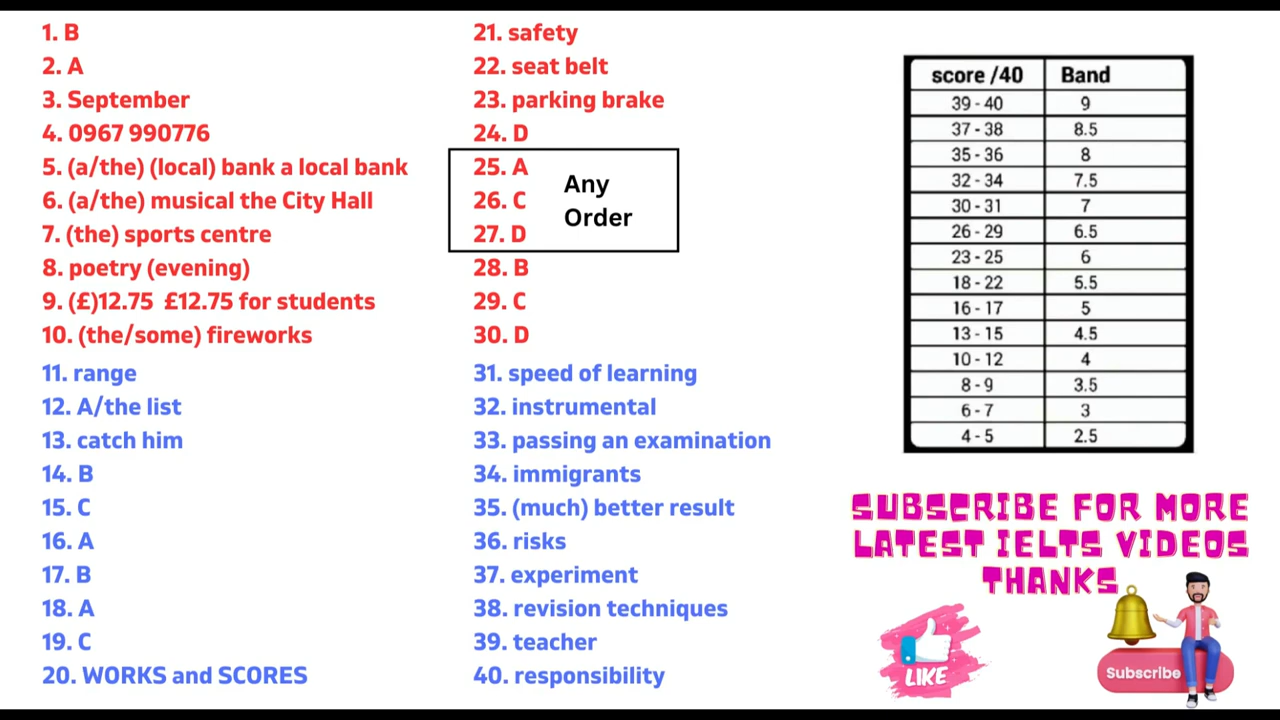 1. B
2. A
3. September
4. 0967 990776
5. (a/the) (local) bank a local bank
6. (a/the) musical the City Hall
7. (the) sports centre
8. poetry (evening)
9. (£)12.75 £12.75 for students
10. (the/some) fireworks
11. range
12. A/the list
13. catch him
14. B
15. C
16. A
17. B
18. A
19. C
20. WORKS and SCORES
21. safety
22. seat belt
23. parking brake
24. D
25. A
26. C
27. D
Any
Order
28. B
29. C
30. D
31. speed of learning
32. instrumental
33. passing an examination
34. immigrants
35. (much) better result
36. risks
37. experiment
38. revision techniques
39. teacher
40. responsibility
score /40 Band
39 - 40 9
37 - 38 8.5
35 - 36 8
32 - 34 7.5
30 - 31 7
26 - 29 6.5
23 - 25 6
18 - 22 5.5
16 - 17 5
13 - 15 4.5
10 - 12 4
8 - 9 3.5
6 - 7 3
4 - 5 2.5
SUBSCRIBE FOR MORE
LATEST IELTS VIDEOS
THANKS
LIKE
Subscribe